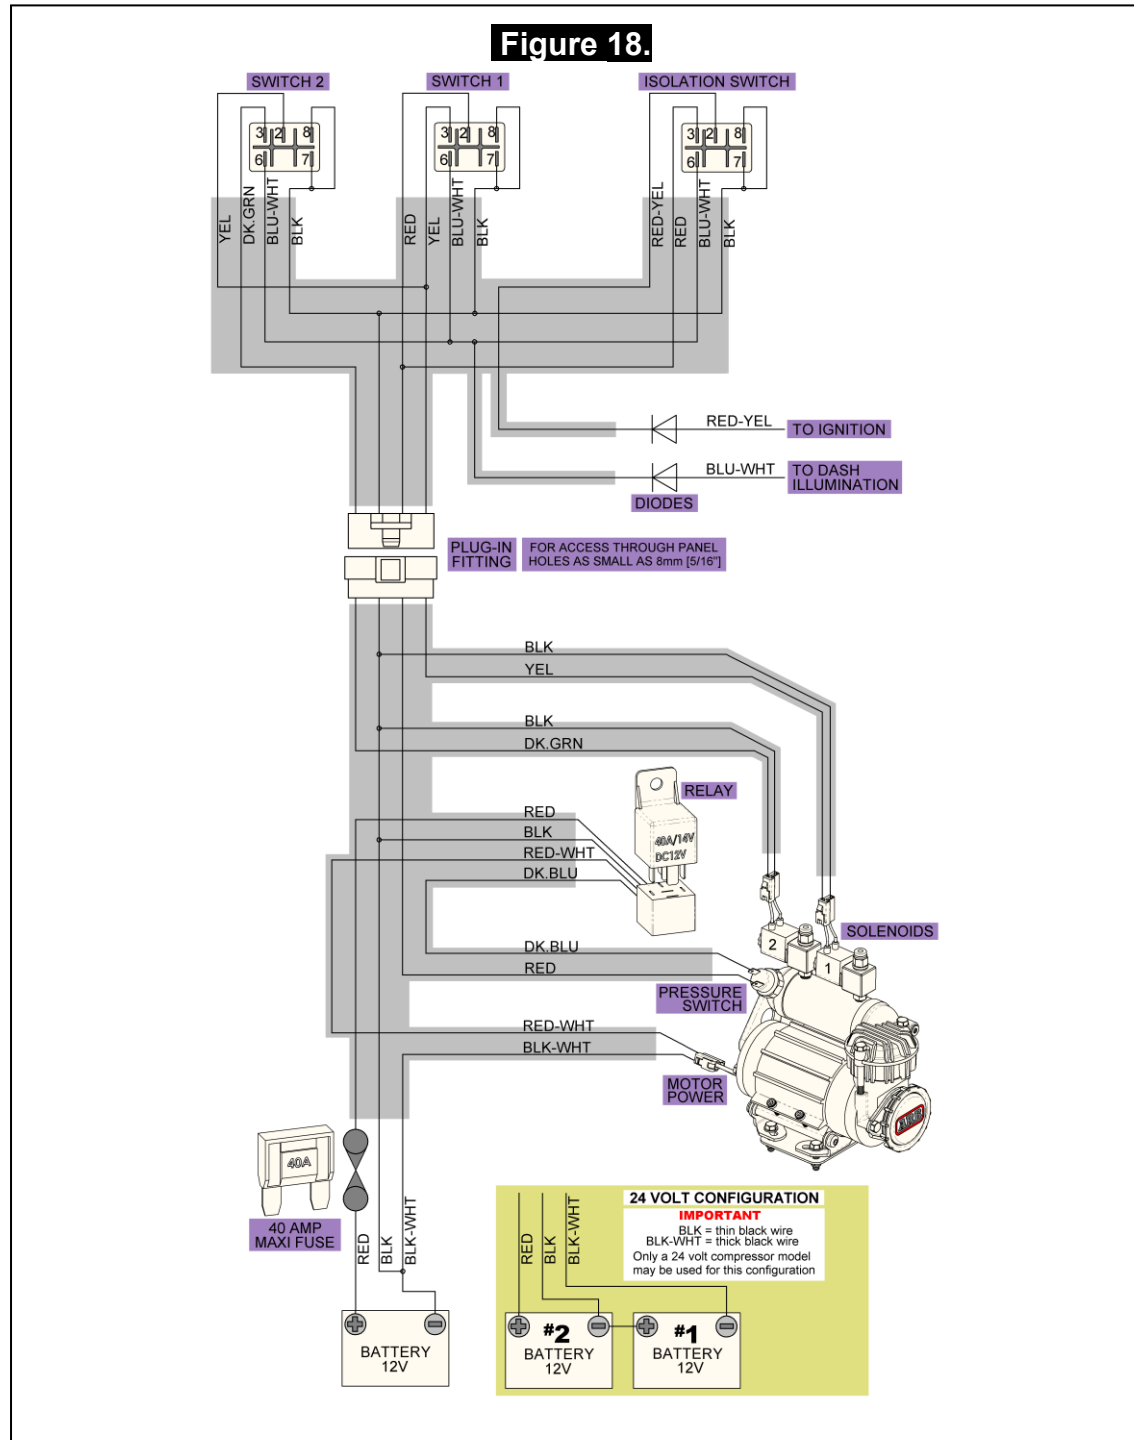 Figure 18.
SWITCH 2
SWITCH 1
ISOLATION SWITCH
3 2 8
6 7
3 2 8
6 7
3 2 8
6 7
YEL
DK.GRN
BLU-WHT
BLK
RED
YEL
BLU-WHT
BLK
RED-YEL
RED
BLU-WHT
BLK
RED-YEL
TO IGNITION
BLU-WHT
TO DASH
ILLUMINATION
DIODES
PLUG-IN
FITTING
FOR ACCESS THROUGH PANEL
HOLES AS SMALL AS 8mm [5/16"]
BLK
YEL
BLK
DK.GRN
RELAY
40A/14V
DC12V
RED
BLK
RED-WHT
DK.BLU
SOLENOIDS
2
1
DK.BLU
RED
PRESSURE
SWITCH
RED-WHT
BLK-WHT
MOTOR
POWER
ARB
40A
40 AMP
MAXI FUSE
RED
BLK
BLK-WHT
BATTERY
12V
24 VOLT CONFIGURATION
IMPORTANT
BLK = thin black wire
BLK-WHT = thick black wire
Only a 24 volt compressor model
may be used for this configuration
RED
BLK
BLK-WHT
#2
BATTERY
12V
#1
BATTERY
12V